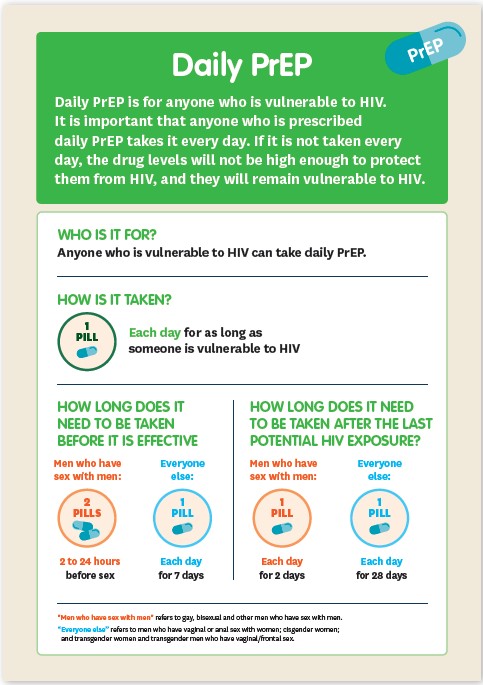 PrEP
Daily PrEP
Daily PrEP is for anyone who is vulnerable to HIV.
It is important that anyone who is prescribed
daily PrEP takes it every day. If it is not taken every
day, the drug levels will not be high enough to protect
them from HIV, and they will remain vulnerable to HIV.
WHO IS IT FOR?
Anyone who is vulnerable to HIV can take daily PrEP.
HOW IS IT TAKEN?
1
PILL
Each day for as long as
someone is vulnerable to HIV
HOW LONG DOES IT
NEED TO BE TAKEN
BEFORE IT IS EFFECTIVE
Men who have
sex with men:
2
PILLS
2 to 24 hours
before sex
Everyone
else:
1
PILL
Each day
for 7 days
HOW LONG DOES IT NEED
TO BE TAKEN AFTER THE LAST
POTENTIAL HIV EXPOSURE?
Men who have
sex with men:
1
PILL
Each day
for 2 days
Everyone
else:
1
PILL
Each day
for 28 days
"Men who have sex with men" refers to gay, bisexual and other men who have sex with men.
"Everyone else" refers to men who have vaginal or anal sex with women; cisgender women;
and transgender women and transgender men who have vaginal/frontal sex.